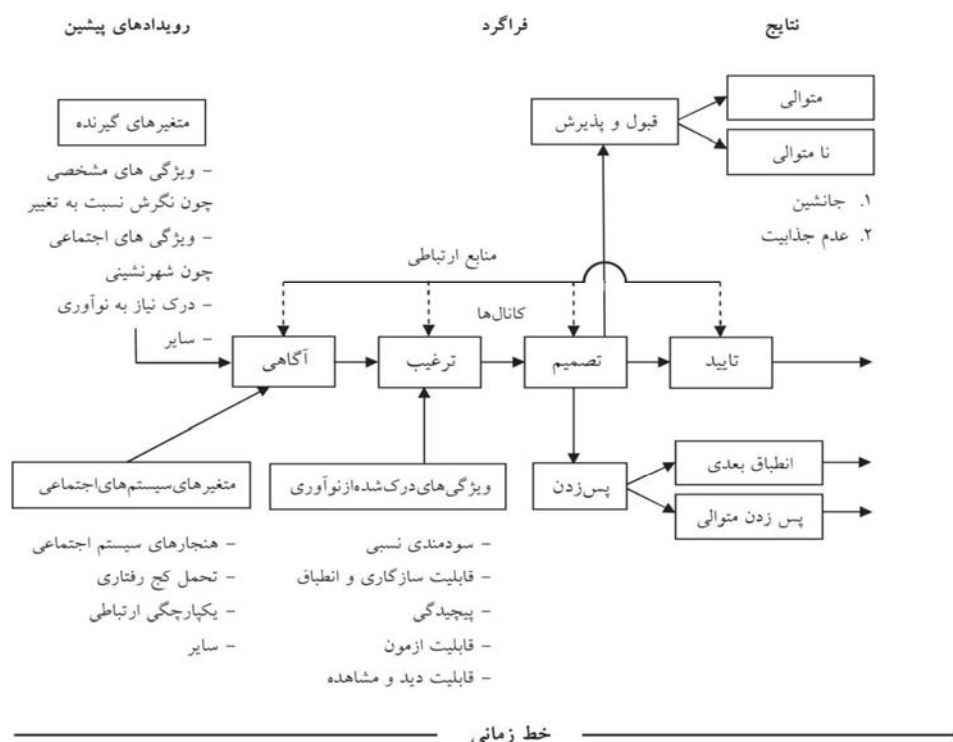 رویدادهای پیشین
فراگرد
نتایج
متغیرهای گیرنده
- ویژگی های مشخصی
چون نگرش نسبت به تغییر
- ویژگی های اجتماعی
چون شهرنشینی
- درک نیاز به نوآوری
- سایر
قبول و پذیرش
متوالی
نا متوالی
۱. جانشین
۲. عدم جذابیت
منابع ارتباطی
کانال‌ها
آگاهی
ترغیب
تصمیم
تایید
متغیرهای سیستم‌های اجتماعی
- هنجارهای سیستم اجتماعی
- تحمل کج رفتاری
- یکپارچگی ارتباطی
- سایر
ویژگی‌های درک‌شده از نوآوری
- سودمندی نسبی
- قابلیت سازگاری و انطباق
- پیچیدگی
- قابلیت ازمون
- قابلیت دید و مشاهده
پس‌زدن
انطباق بعدی
پس زدن متوالی
خط زمانی